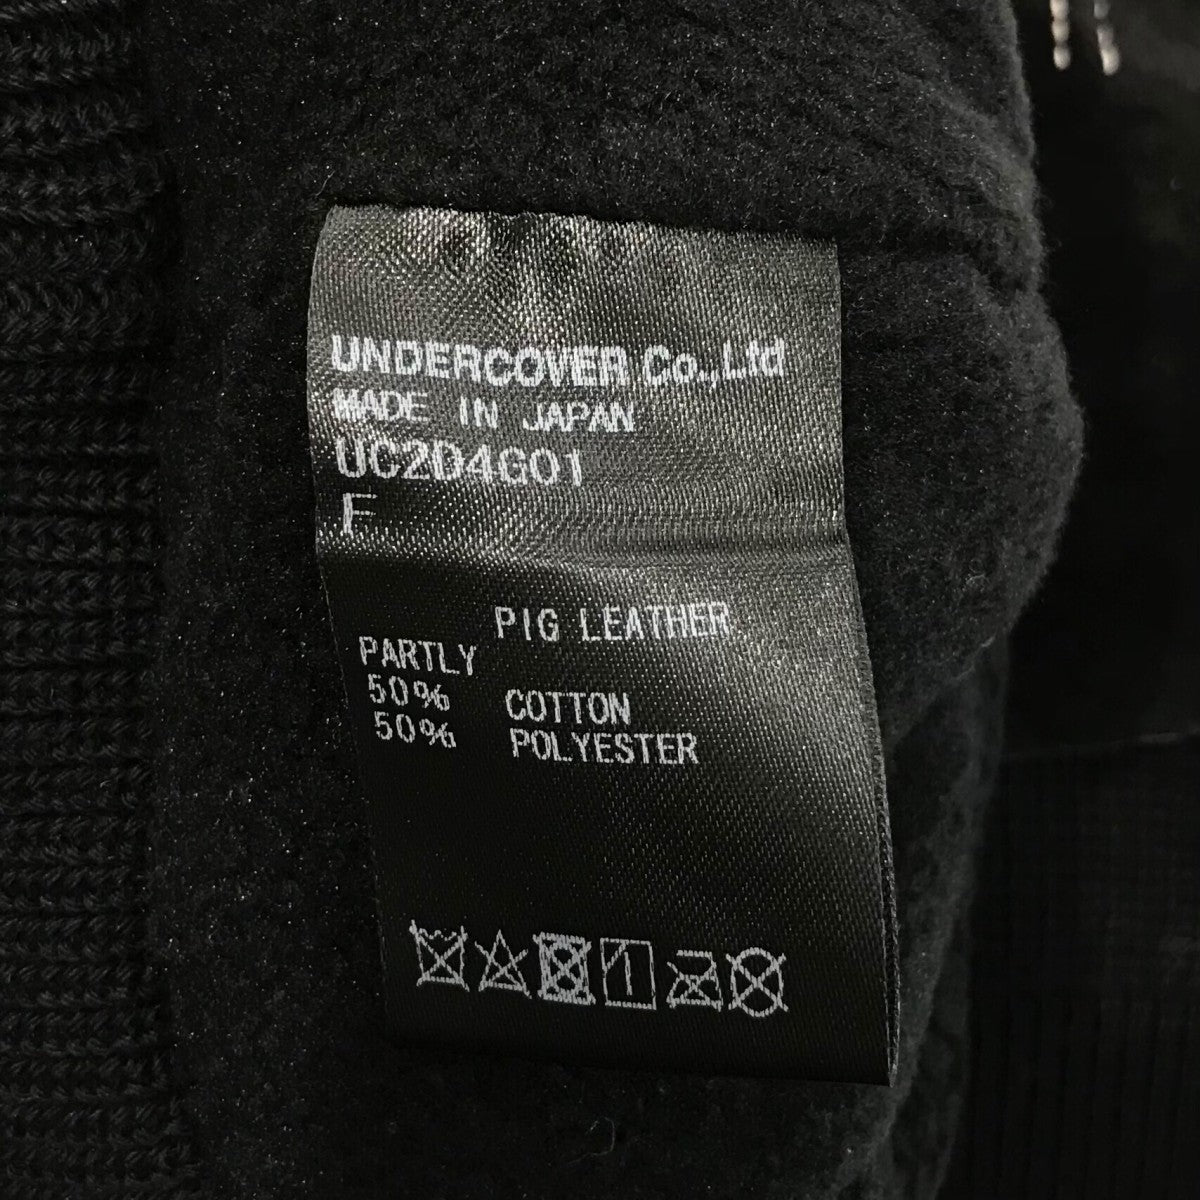 UNDERCOVER Co.,Ltd
MADE IN JAPAN
UC2D4G01
F
PIG LEATHER
PARTLY
50% COTTON
50% POLYESTER